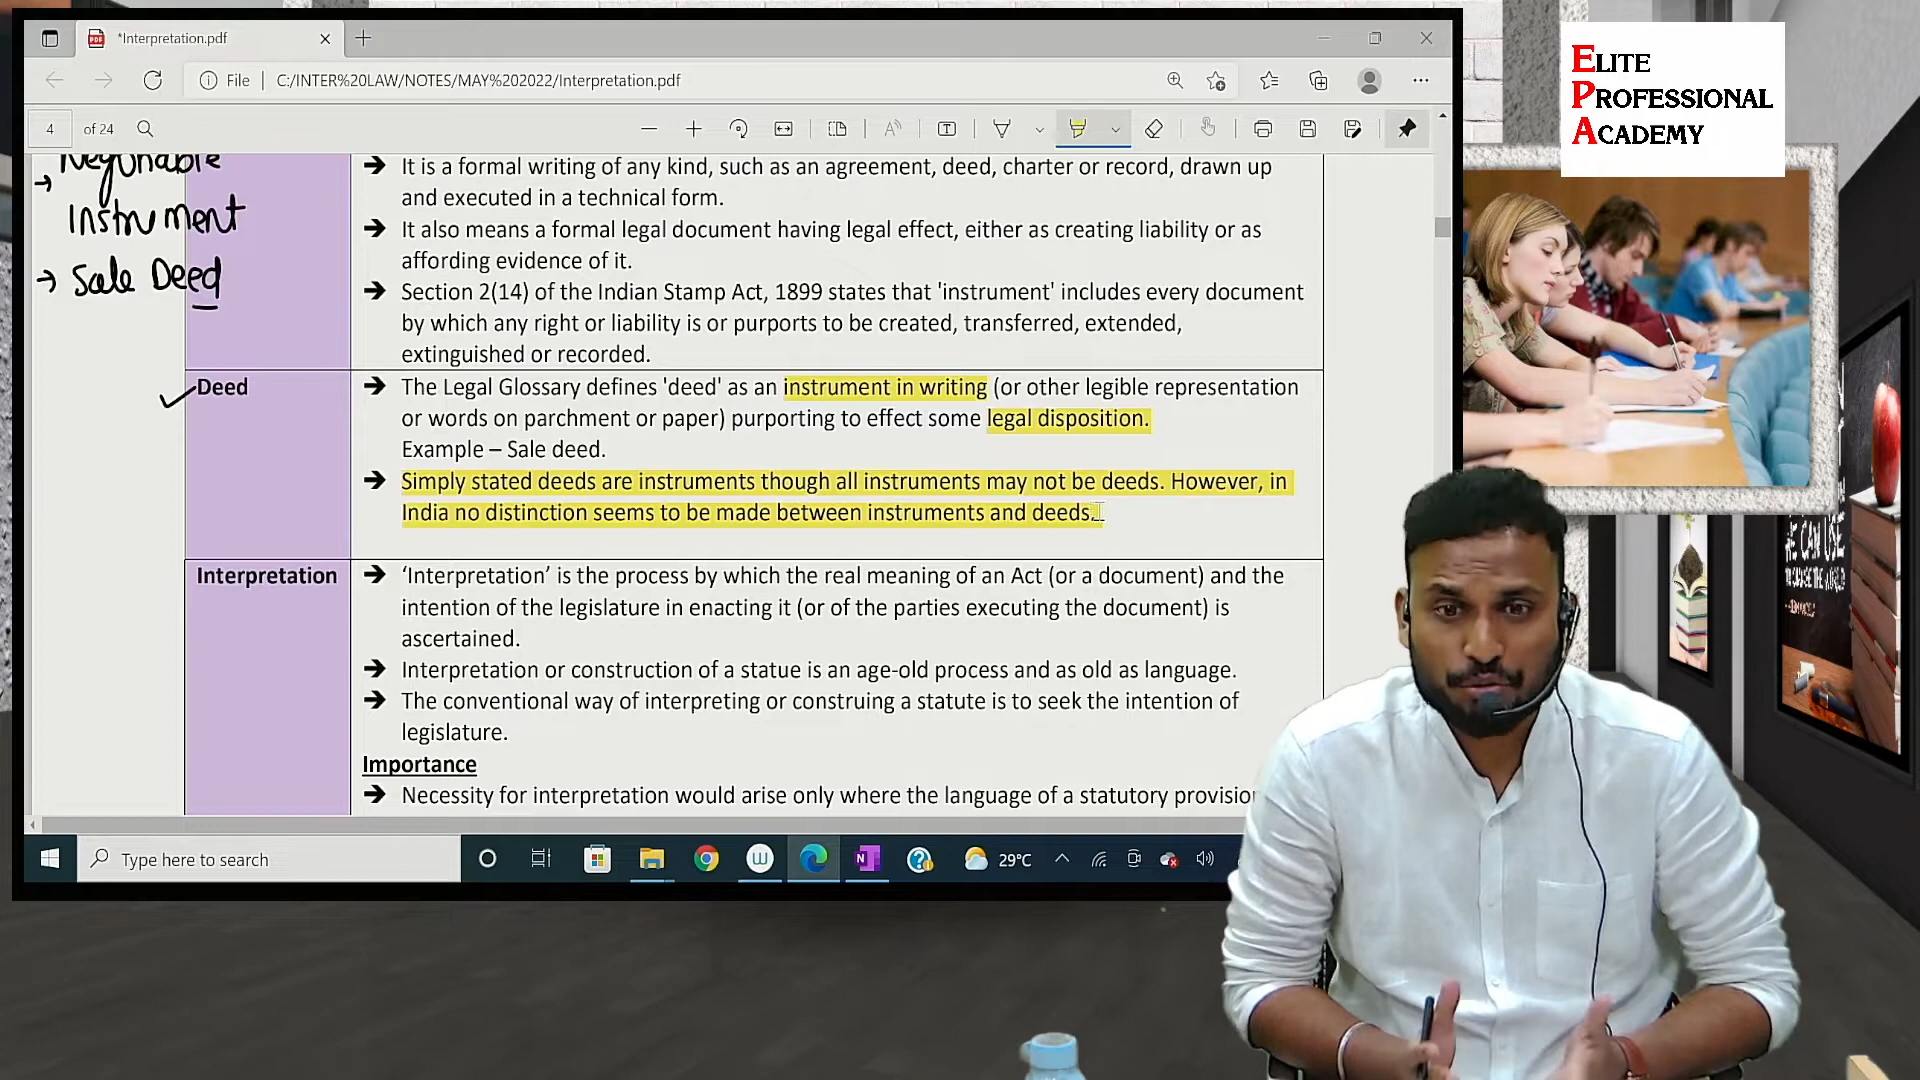 *Interpretation.pdf
File
C:/INTER%20LAW/NOTES/MAY%202022/Interpretation.pdf
4
of 24
Negotiable
Instrument
→ Sale Deed
→ It is a formal writing of any kind, such as an agreement, deed, charter or record, drawn up
and executed in a technical form.
→ It also means a formal legal document having legal effect, either as creating liability or as
affording evidence of it.
→ Section 2(14) of the Indian Stamp Act, 1899 states that 'instrument' includes every document
by which any right or liability is or purports to be created, transferred, extended,
extinguished or recorded.
Deed
→ The Legal Glossary defines 'deed' as an instrument in writing (or other legible representation
or words on parchment or paper) purporting to effect some legal disposition.
Example – Sale deed.
→ Simply stated deeds are instruments though all instruments may not be deeds. However, in
India no distinction seems to be made between instruments and deeds.
Interpretation
→ ‘Interpretation’ is the process by which the real meaning of an Act (or a document) and the
intention of the legislature in enacting it (or of the parties executing the document) is
ascertained.
→ Interpretation or construction of a statue is an age-old process and as old as language.
→ The conventional way of interpreting or construing a statute is to seek the intention of
legislature.
Importance
→ Necessity for interpretation would arise only where the language of a statutory provision
Type here to search
29°C
ELITE
PROFESSIONAL
ACADEMY
CAN USE